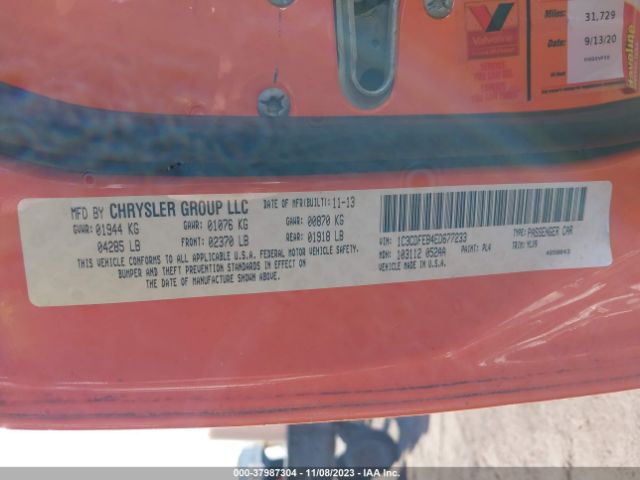 Miles: 31,729
Date: 9/13/20
Valvoline
MFD BY CHRYSLER GROUP LLC
DATE OF MFR(BUILT): 11-13
GVWR: 01944 KG
GAWR: 01076 KG
GAWR: 00870 KG
04285 LB
FRONT: 02370 LB
REAR: 01918 LB
THIS VEHICLE CONFORMS TO ALL APPLICABLE U.S.A. FEDERAL MOTOR VEHICLE SAFETY,
BUMPER AND THEFT PREVENTION STANDARDS IN EFFECT ON
THE DATE OF MANUFACTURE SHOWN ABOVE.
VIN: 1C3CDFEB4ED677233
TYPE: PASSENGER CAR
MDH: 103112 052AA
PAINT: PL4
VEHICLE MADE IN U.S.A.
000-37987304 - 11/08/2023 - IAA Inc.